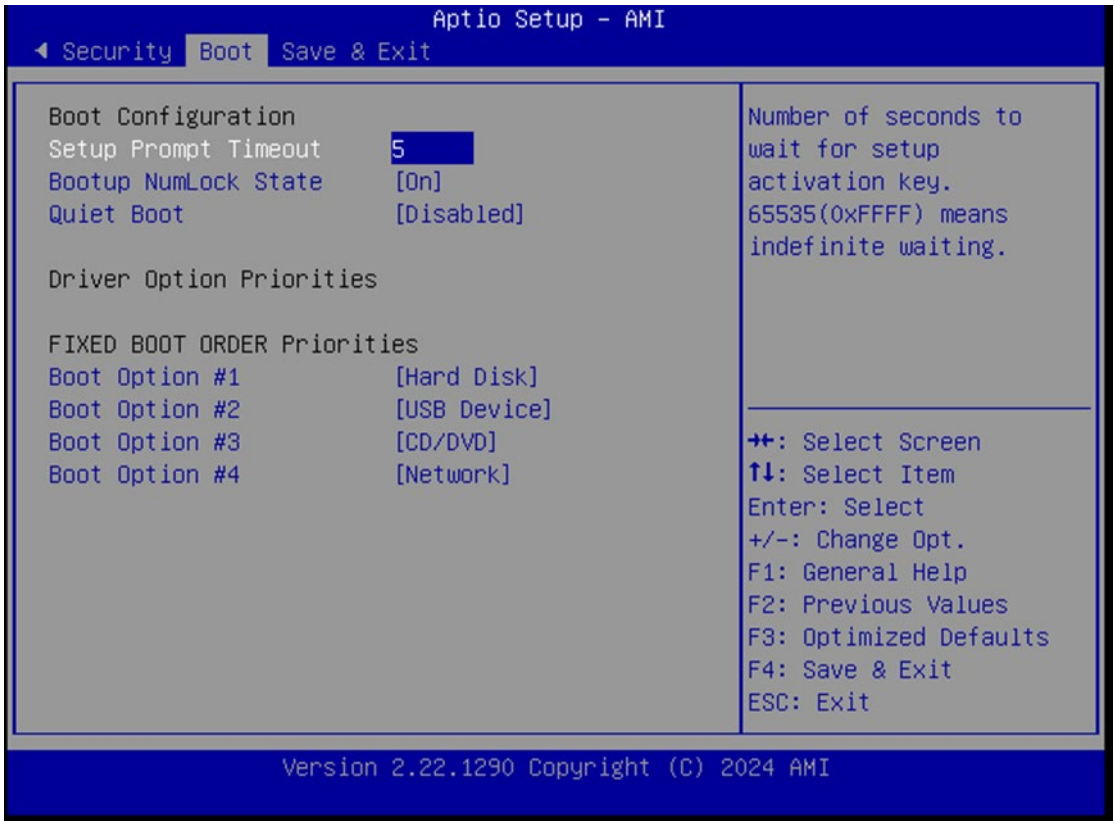 Aptio Setup – AMI
◄ Security Boot Save & Exit
Boot Configuration
Setup Prompt Timeout 5
Bootup NumLock State [On]
Quiet Boot [Disabled]
Driver Option Priorities
FIXED BOOT ORDER Priorities
Boot Option #1 [Hard Disk]
Boot Option #2 [USB Device]
Boot Option #3 [CD/DVD]
Boot Option #4 [Network]
Number of seconds to
wait for setup
activation key.
65535(0xFFFF) means
indefinite waiting.
→←: Select Screen
↑↓: Select Item
Enter: Select
+/-: Change Opt.
F1: General Help
F2: Previous Values
F3: Optimized Defaults
F4: Save & Exit
ESC: Exit
Version 2.22.1290 Copyright (C) 2024 AMI